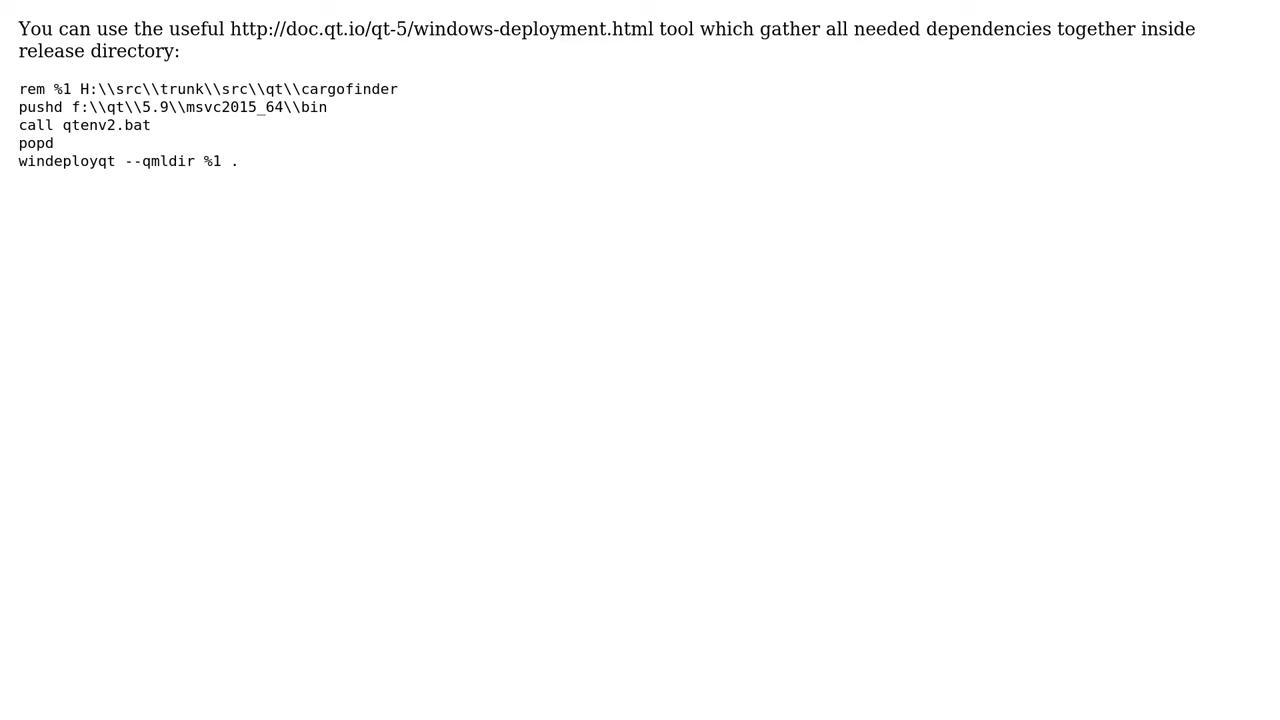 You can use the useful http://doc.qt.io/qt-5/windows-deployment.html tool which gather all needed dependencies together inside
release directory:
rem %1 H:\\src\\trunk\\src\\qt\\cargofinder
pushd f:\\qt\\5.9\\msvc2015_64\\bin
call qtenv2.bat
popd
windeployqt --qmldir %1 .